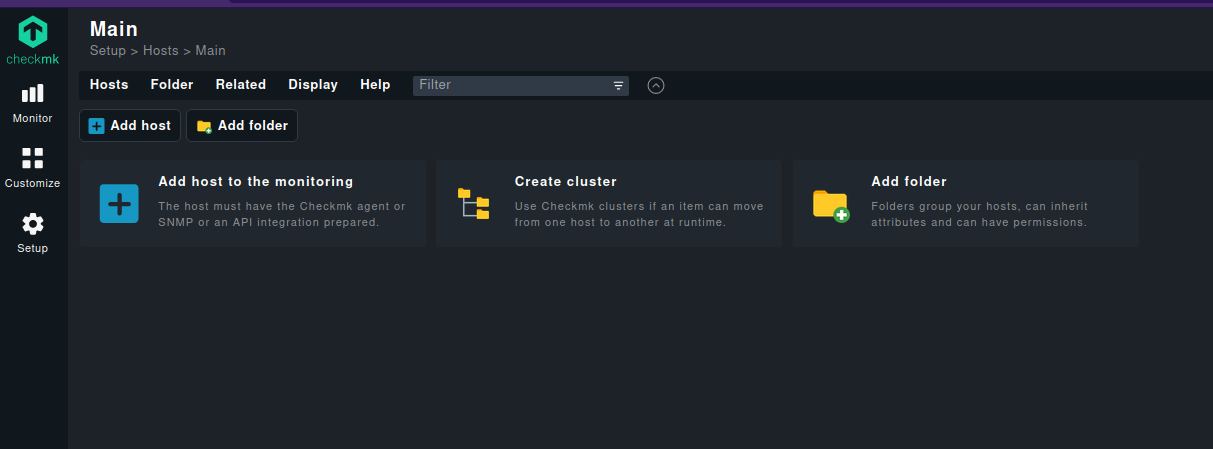 Main
Setup > Hosts > Main
checkmk
Monitor
Customize
Setup
Hosts Folder Related Display Help Filter
Add host Add folder
Add host to the monitoring
The host must have the Checkmk agent or
SNMP or an API integration prepared.
Create cluster
Use Checkmk clusters if an item can move
from one host to another at runtime.
Add folder
Folders group your hosts, can inherit
attributes and can have permissions.